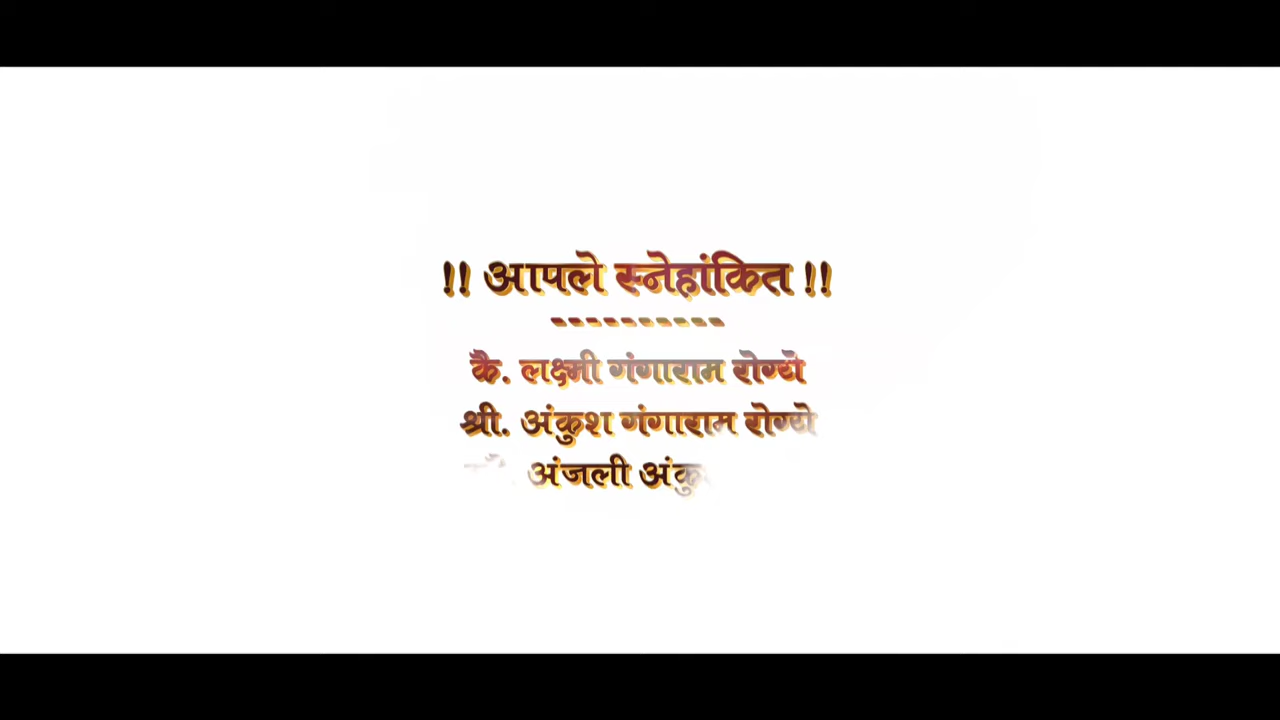 !! आपले स्नेहांकित !!
----------
कै. लक्ष्मी गंगाराम रोग्ये
श्री. अंकुश गंगाराम रोग्ये
अंजली